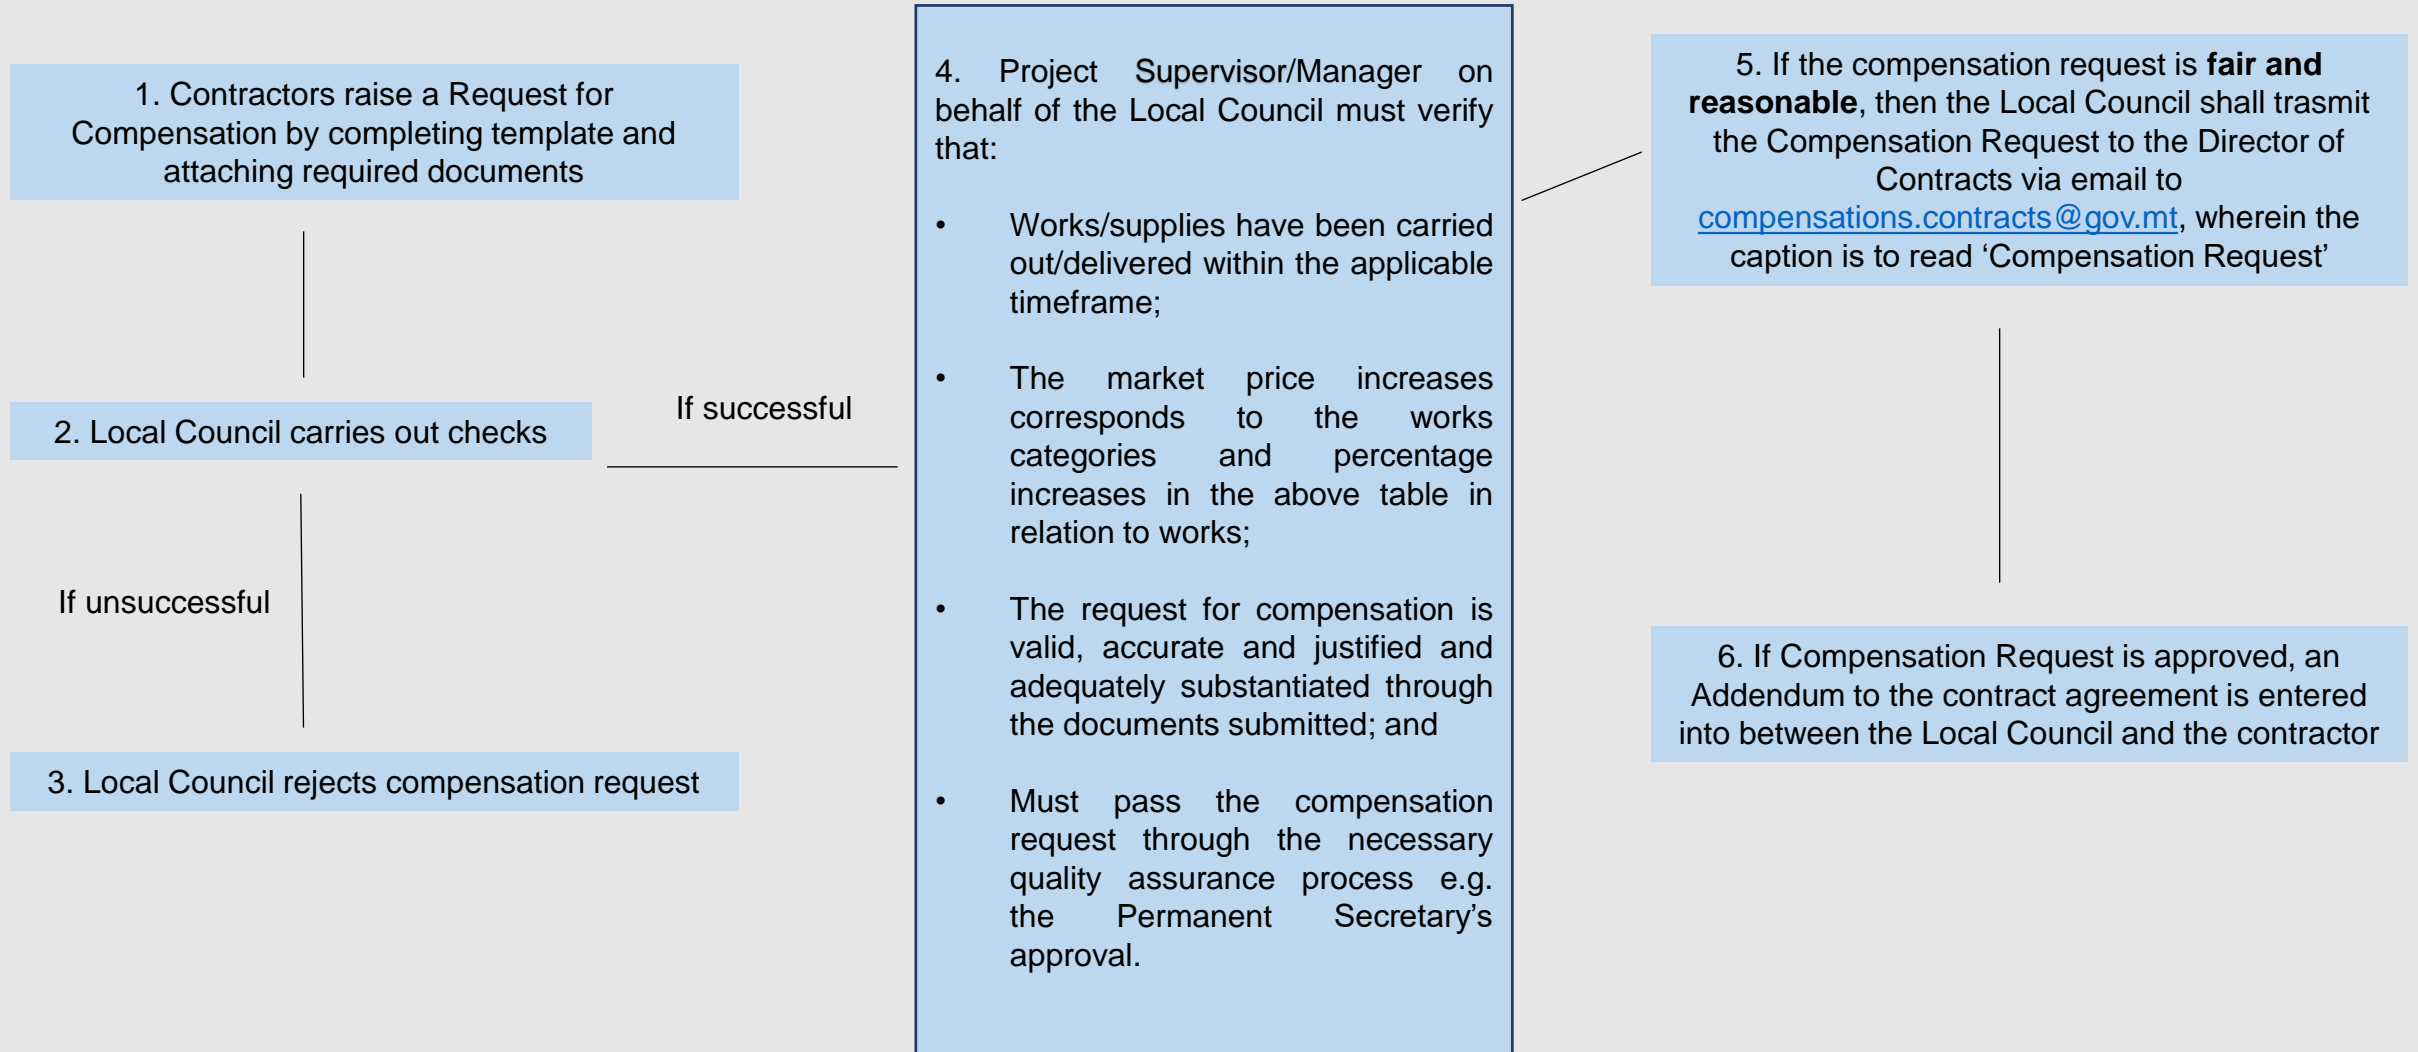 1. Contractors raise a Request for
Compensation by completing template and
attaching required documents
2. Local Council carries out checks
If successful
If unsuccessful
3. Local Council rejects compensation request
4. Project Supervisor/Manager on
behalf of the Local Council must verify
that:
• Works/supplies have been carried
out/delivered within the applicable
timeframe;
• The market price increases
corresponds to the works
categories and percentage
increases in the above table in
relation to works;
• The request for compensation is
valid, accurate and justified and
adequately substantiated through
the documents submitted; and
• Must pass the compensation
request through the necessary
quality assurance process e.g.
the Permanent Secretary’s
approval.
5. If the compensation request is fair and
reasonable, then the Local Council shall trasmit
the Compensation Request to the Director of
Contracts via email to
compensations.contracts@gov.mt, wherein the
caption is to read ‘Compensation Request’
6. If Compensation Request is approved, an
Addendum to the contract agreement is entered
into between the Local Council and the contractor